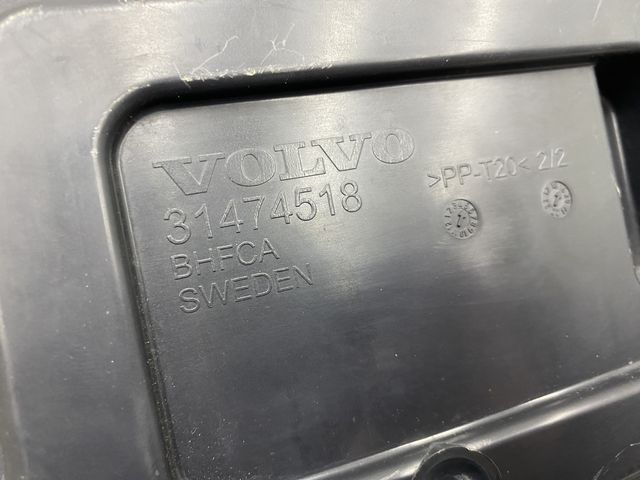 VOLVO
31474518
BHFCA
SWEDEN
>PP-T20< 2/2